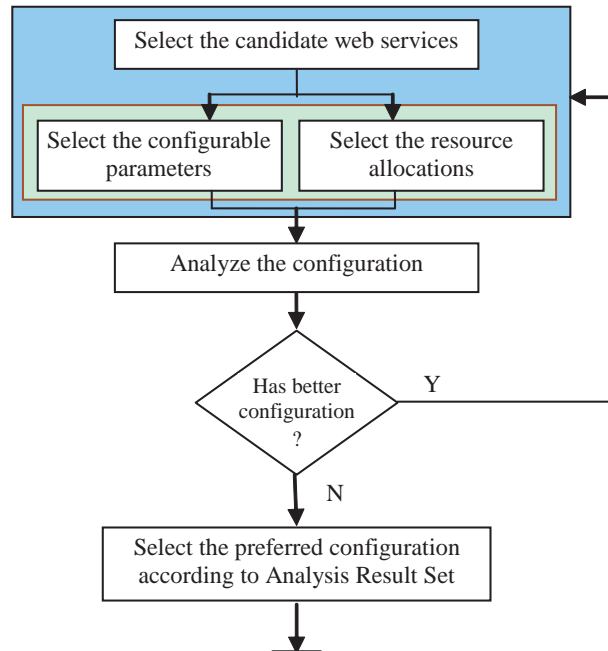 Select the candidate web services
Select the configurable
parameters
Select the resource
allocations
Analyze the configuration
Has better
configuration
?
Y
N
Select the preferred configuration
according to Analysis Result Set